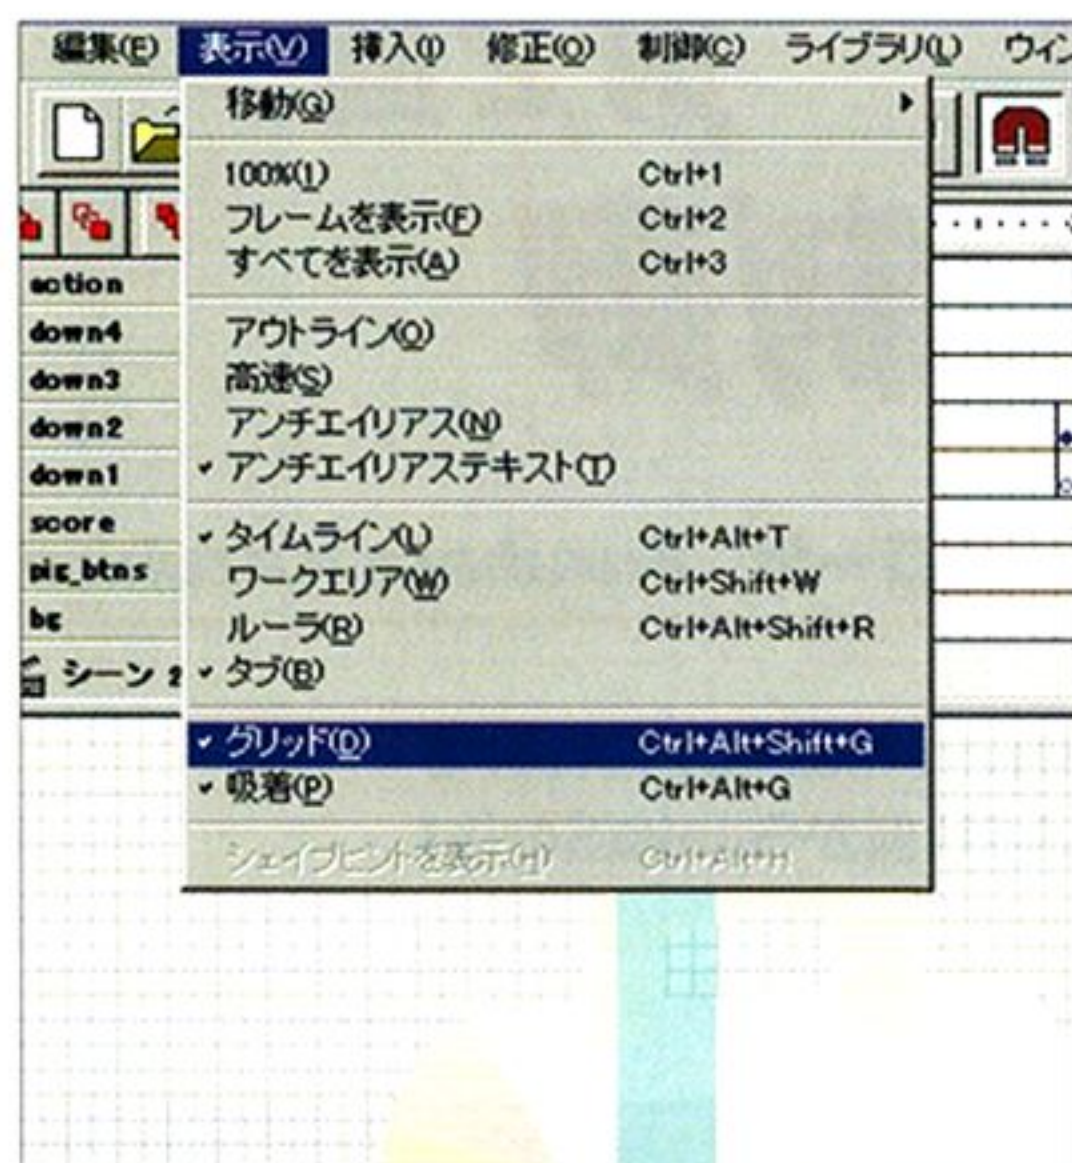 編集(E) 表示(V) 挿入(I) 修正(O) 制御(C) ライブラリ(L) ウィン
移動(G)
100%(1) Ctrl+1
フレームを表示(F) Ctrl+2
すべてを表示(A) Ctrl+3
アウトライン(O)
高速(S)
アンチエイリアス(N)
アンチエイリアステキスト(T)
タイムライン(L) Ctrl+Alt+T
ワークエリア(W) Ctrl+Shift+W
ルーラ(R) Ctrl+Alt+Shift+R
タブ(B)
グリッド(D) Ctrl+Alt+Shift+G
吸着(P) Ctrl+Alt+G
シェイプヒントを表示(H) Ctrl+Alt+H
action
down4
down3
down2
down1
score
pig_btns
bg
シーン 2